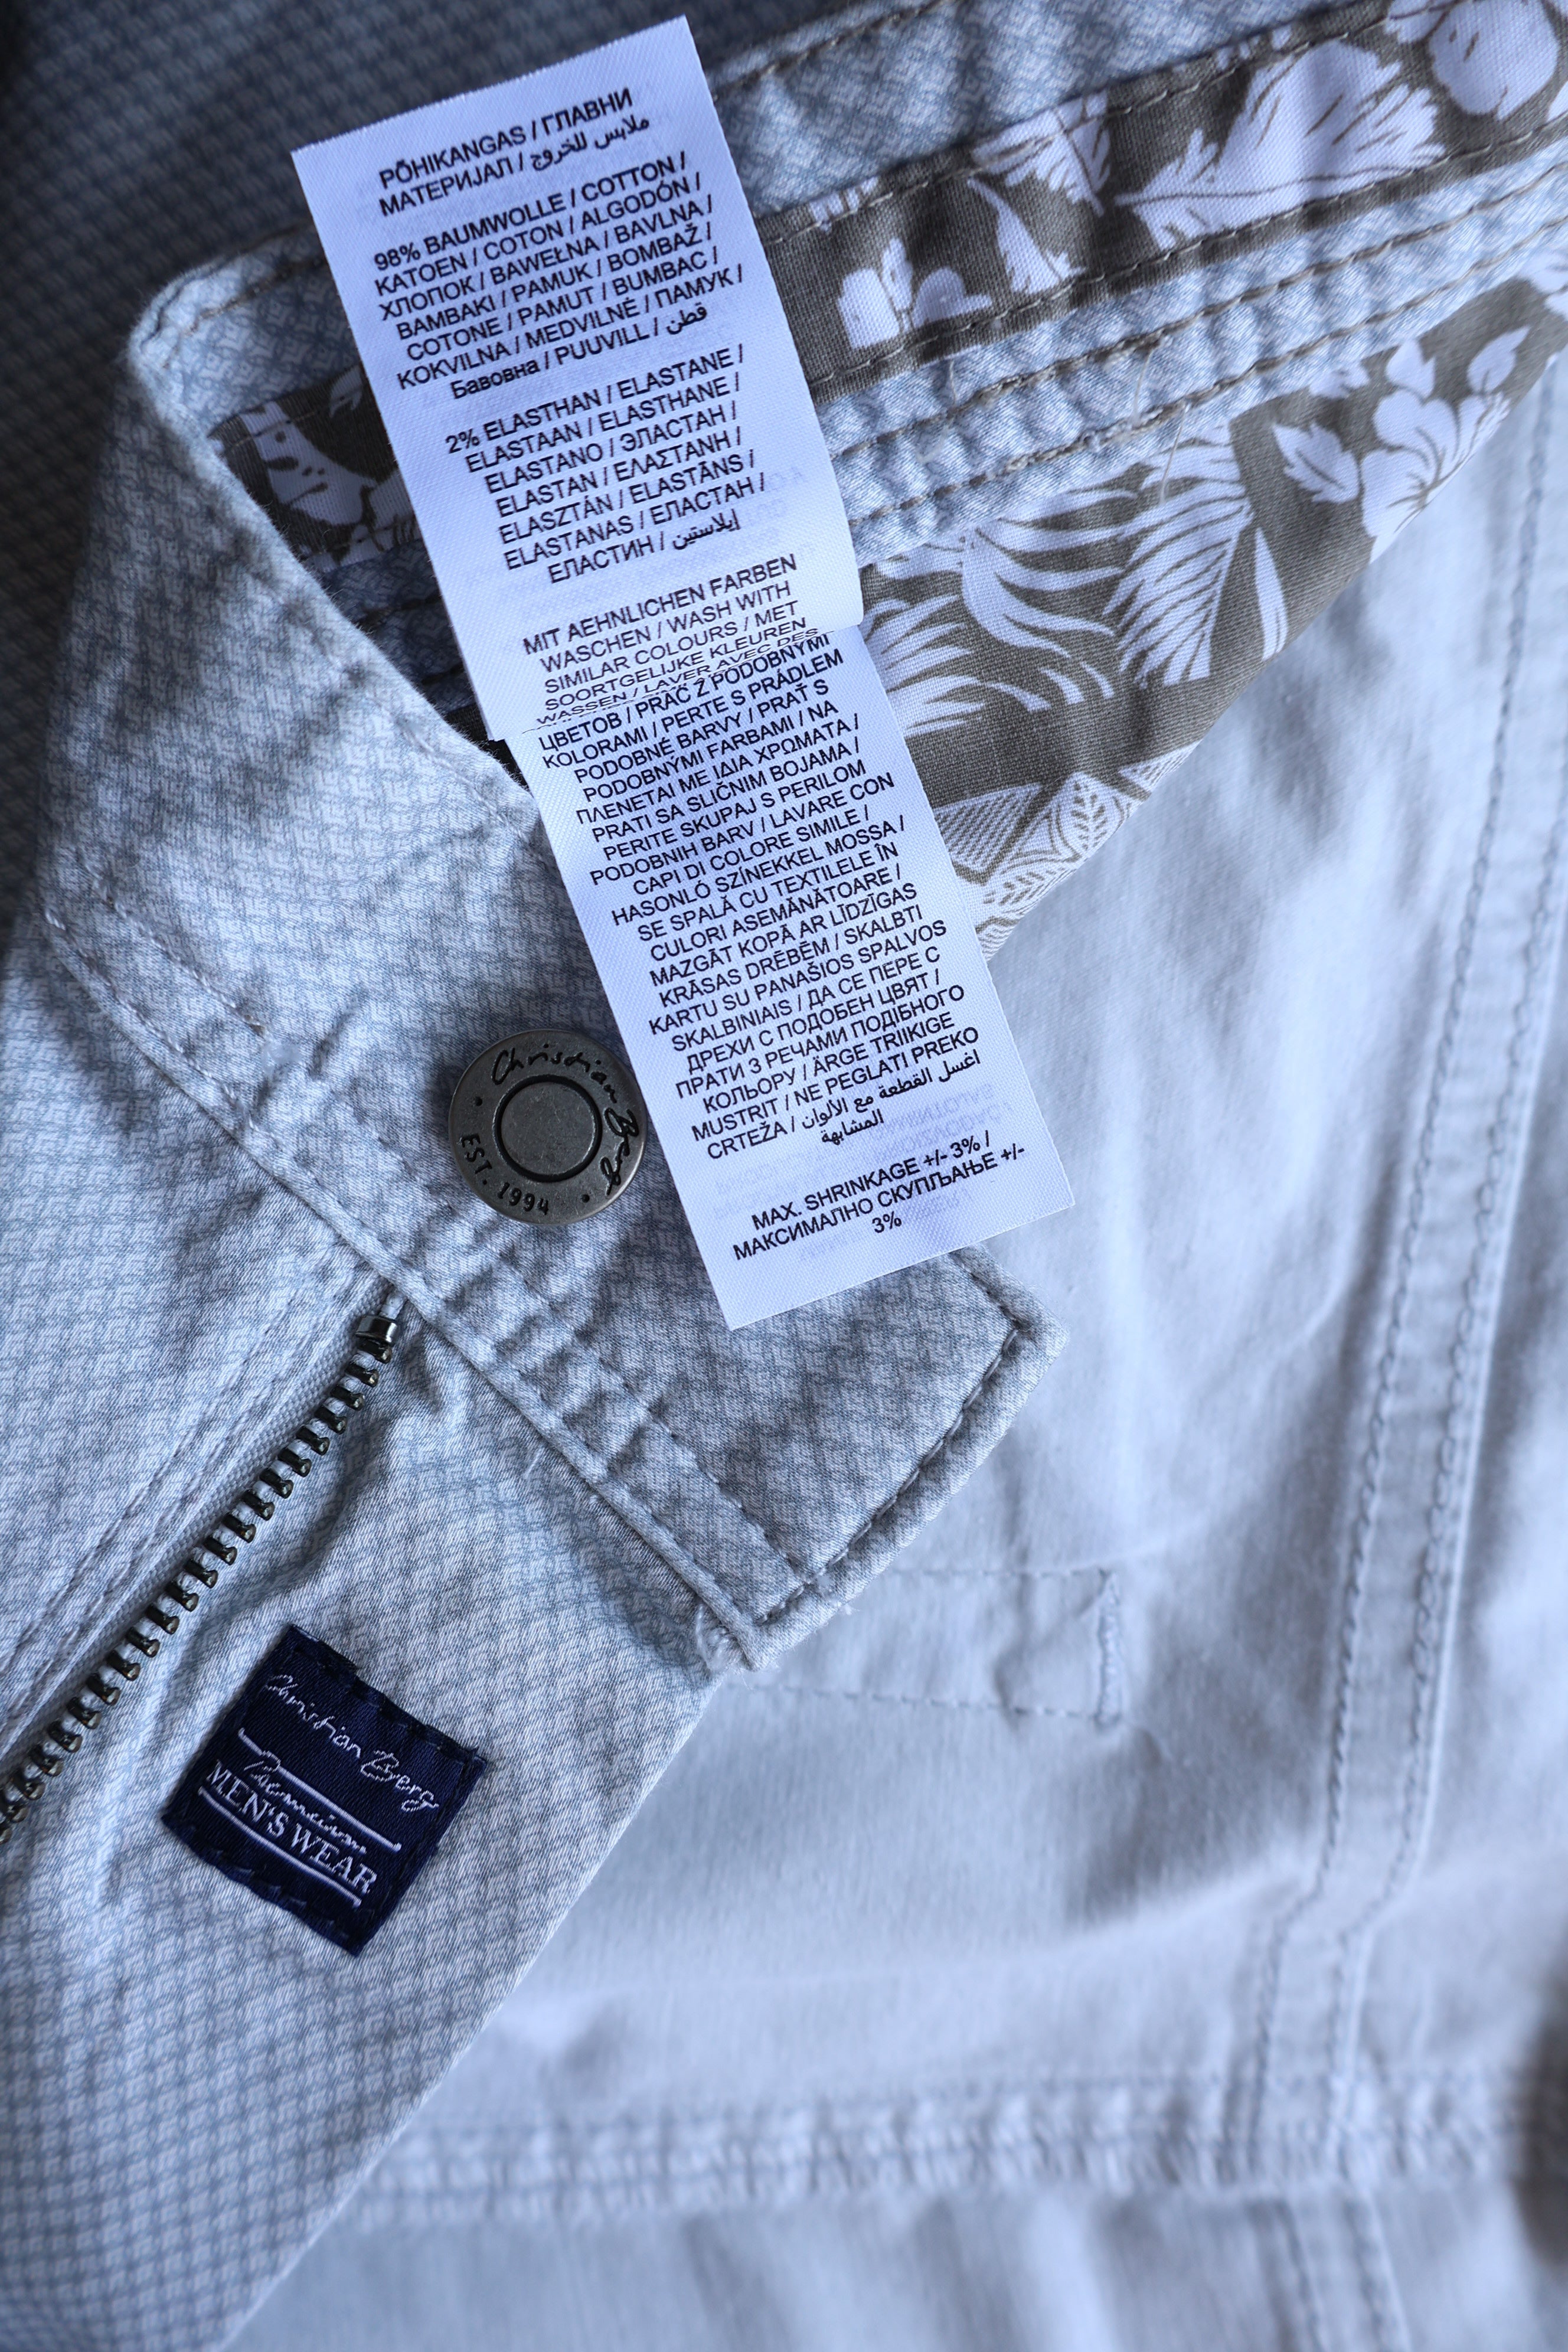 PÕHIKANGAS / ГЛАВНИ
МАТЕРИЈАЛ / ملابس للخروج
98% BAUMWOLLE / COTTON /
KATOEN / COTON / ALGODÓN /
ХЛОПОК / BAWEŁNA / BAVLNA /
BAMBAKI / PAMUK / BOMBAŽ /
COTONE / PAMUT / BUMBAC /
KOKVILNA / MEDVILNĖ / ПАМУК /
Бавовна / PUUVILL / قطن
2% ELASTHAN / ELASTANE /
ELASTAAN / ELASTHANE /
ELASTANO / ЭЛАСТАН /
ELASTAN / ΕΛΑΣΤΑΝΗ /
ELASZTÁN / ELASTĀNS /
ELASTANAS / ЕЛАСТАН /
ЕЛАСТИН / إيلاستين
MIT AEHNLICHEN FARBEN
WASCHEN / WASH WITH
SIMILAR COLOURS / MET
SOORTGELIJKE KLEUREN
WASSEN / LAVER AVEC DES
ЦВЕТОВ / PRAĆ Z PODOBNYMI
KOLORAMI / PERTE S PRÁDLEM
PODOBNÉ BARVY / PRAŤ S
PODOBNÝMI FARBAMI / NA
ΠΛΕΝΕΤΑΙ ΜΕ ΙΔΙΑ ΧΡΩΜΑΤΑ /
PRATI SA SLIČNIM BOJAMA /
PERITE SKUPAJ S PERILOM
PODOBNIH BARV / LAVARE CON
CAPI DI COLORE SIMILE /
HASONLÓ SZÍNEKKEL MOSSA /
SE SPALĂ CU TEXTILELE ÎN
CULORI ASEMĂNĂTOARE /
MAZGĀT KOPĀ AR LĪDZĪGAS
KRĀSAS DRĒBĒM / SKALBTI
KARTU SU PANAŠIOS SPALVOS
SKALBINIAIS / ДА СЕ ПЕРЕ С
ДРЕХИ С ПОДОБЕН ЦВЯТ /
ПРАТИ З РЕЧАМИ ПОДІБНОГО
КОЛЬОРУ / ÄRGE TRIIKIGE
MUSTRIT / NE PEGLATI PREKO
CRTEŽA / اغسل القطعة مع الالوان
المشابهة
MAX. SHRINKAGE +/- 3% /
МАКСИМАЛНО СКУПЉАЊЕ +/-
3%
Christian Berg
EST. 1994
Christian Berg
Premium
MEN'S WEAR